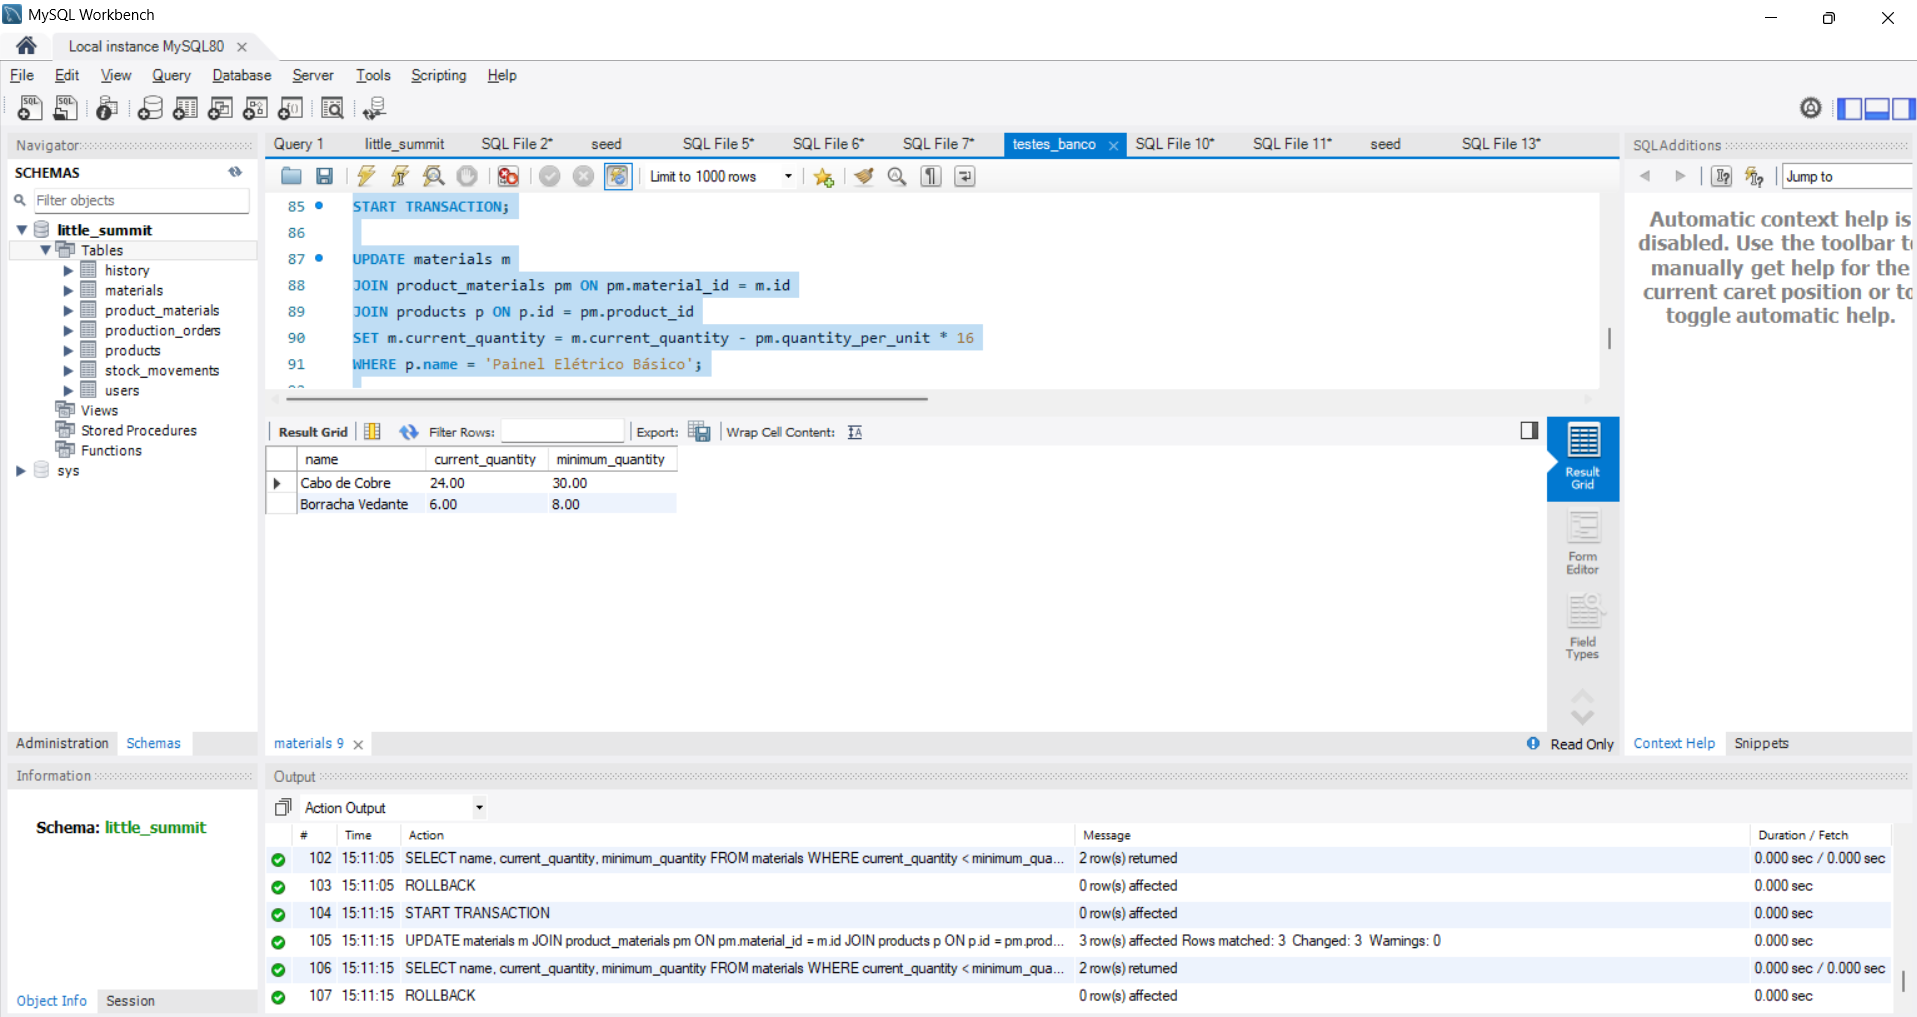 MySQL Workbench
Local instance MySQL80
File Edit View Query Database Server Tools Scripting Help
Navigator
SCHEMAS
Filter objects
little_summit
Tables
history
materials
product_materials
production_orders
products
stock_movements
users
Views
Stored Procedures
Functions
sys
Administration Schemas
Information
Schema: little_summit
Object Info Session
Query 1 little_summit SQL File 2* seed SQL File 5* SQL File 6* SQL File 7* testes_banco SQL File 10* SQL File 11* seed SQL File 13*
Limit to 1000 rows
85 START TRANSACTION;
86
87 UPDATE materials m
88 JOIN product_materials pm ON pm.material_id = m.id
89 JOIN products p ON p.id = pm.product_id
90 SET m.current_quantity = m.current_quantity - pm.quantity_per_unit * 16
91 WHERE p.name = 'Painel Elétrico Básico';
Result Grid Filter Rows: Export: Wrap Cell Content:
name current_quantity minimum_quantity
Cabo de Cobre 24.00 30.00
Borracha Vedante 6.00 8.00
Result
Grid
Form
Editor
Field
Types
materials 9
Read Only
SQLAdditions
Jump to
Automatic context help is
disabled. Use the toolbar t
manually get help for the
current caret position or to
toggle automatic help.
Context Help Snippets
Output
Action Output
# Time Action Message Duration / Fetch
102 15:11:05 SELECT name, current_quantity, minimum_quantity FROM materials WHERE current_quantity < minimum_qua... 2 row(s) returned 0.000 sec / 0.000 sec
103 15:11:05 ROLLBACK 0 row(s) affected 0.000 sec
104 15:11:15 START TRANSACTION 0 row(s) affected 0.000 sec
105 15:11:15 UPDATE materials m JOIN product_materials pm ON pm.material_id = m.id JOIN products p ON p.id = pm.prod... 3 row(s) affected Rows matched: 3 Changed: 3 Warnings: 0 0.000 sec
106 15:11:15 SELECT name, current_quantity, minimum_quantity FROM materials WHERE current_quantity < minimum_qua... 2 row(s) returned 0.000 sec / 0.000 sec
107 15:11:15 ROLLBACK 0 row(s) affected 0.000 sec